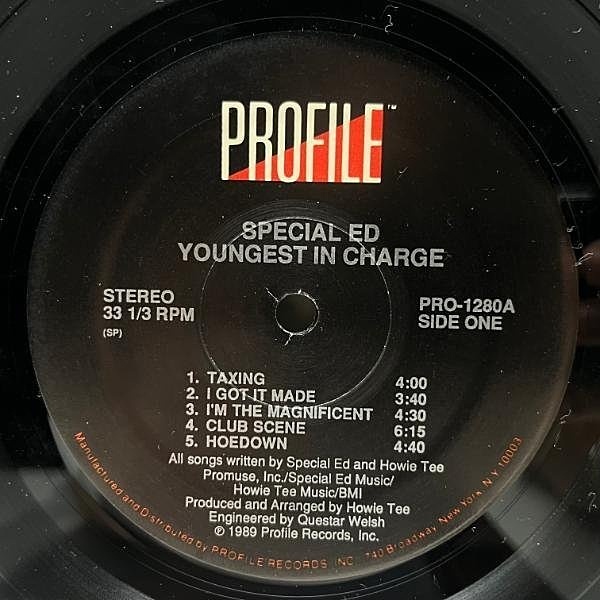 PROFILE™
SPECIAL ED
YOUNGEST IN CHARGE
STEREO
33 1/3 RPM
(SP)
PRO-1280A
SIDE ONE
1. TAXING 4:00
2. I GOT IT MADE 3:40
3. I'M THE MAGNIFICENT 4:30
4. CLUB SCENE 6:15
5. HOEDOWN 4:40
All songs written by Special Ed and Howie Tee
Promuse, Inc./Special Ed Music/
Howie Tee Music/BMI
Produced and Arranged by Howie Tee
Engineered by Questar Welsh
℗ 1989 Profile Records, Inc.
Manufactured and Distributed by PROFILE RECORDS INC. 740 Broadway, New York, N.Y. 10003